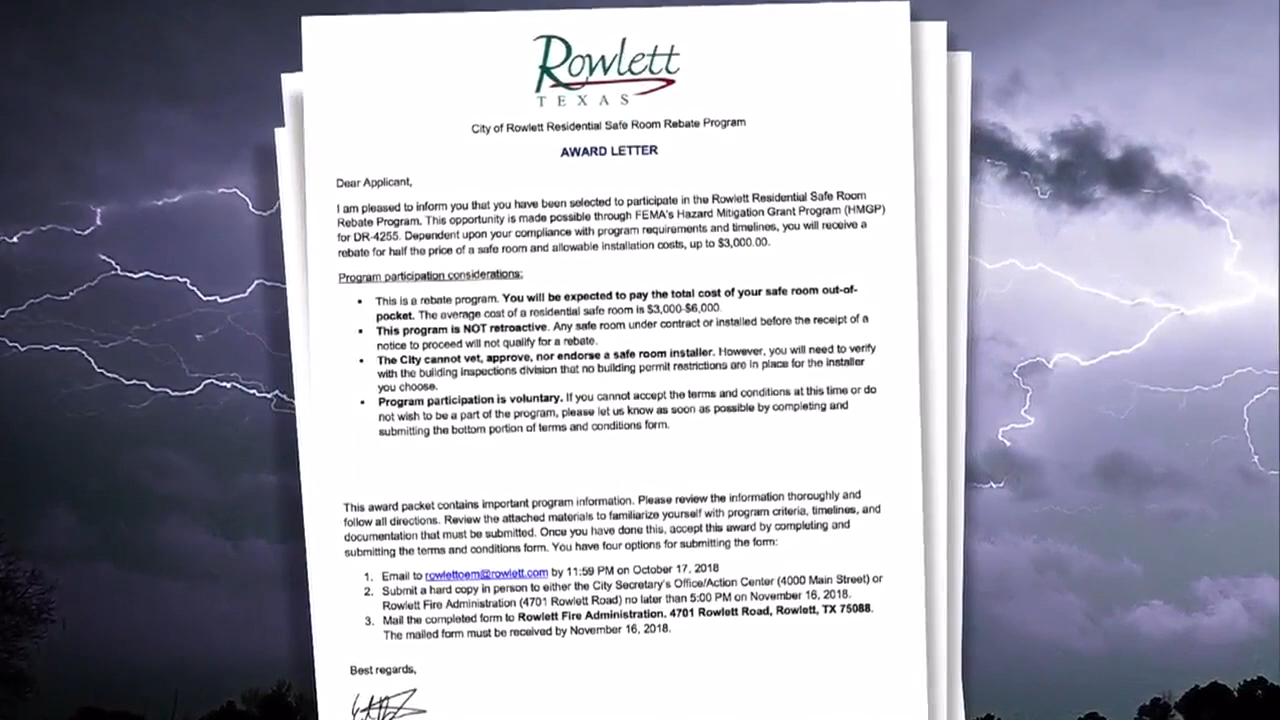 Rowlett
TEXAS
City of Rowlett Residential Safe Room Rebate Program
AWARD LETTER
Dear Applicant,
I am pleased to inform you that you have been selected to participate in the Rowlett Residential Safe Room
Rebate Program. This opportunity is made possible through FEMA's Hazard Mitigation Grant Program (HMGP)
for DR-4255. Dependent upon your compliance with program requirements and timelines, you will receive a
rebate for half the price of a safe room and allowable installation costs, up to $3,000.00.
Program participation considerations:
• This is a rebate program. You will be expected to pay the total cost of your safe room out-of-
pocket. The average cost of a residential safe room is $3,000-$6,000.
• This program is NOT retroactive. Any safe room under contract or installed before the receipt of a
notice to proceed will not qualify for a rebate.
• The City cannot vet, approve, nor endorse a safe room installer. However, you will need to verify
with the building inspections division that no building permit restrictions are in place for the installer
you choose.
• Program participation is voluntary. If you cannot accept the terms and conditions at this time or do
not wish to be a part of the program, please let us know as soon as possible by completing and
submitting the bottom portion of terms and conditions form.
This award packet contains important program information. Please review the information thoroughly and
follow all directions. Review the attached materials to familiarize yourself with program criteria, timelines, and
documentation that must be submitted. Once you have done this, accept this award by completing and
submitting the terms and conditions form. You have four options for submitting the form:
1. Email to rowlettoem@rowlett.com by 11:59 PM on October 17, 2018
2. Submit a hard copy in person to either the City Secretary's Office/Action Center (4000 Main Street) or
Rowlett Fire Administration (4701 Rowlett Road) no later than 5:00 PM on November 16, 2018.
3. Mail the completed form to Rowlett Fire Administration. 4701 Rowlett Road, Rowlett, TX 75088.
The mailed form must be received by November 16, 2018.
Best regards,